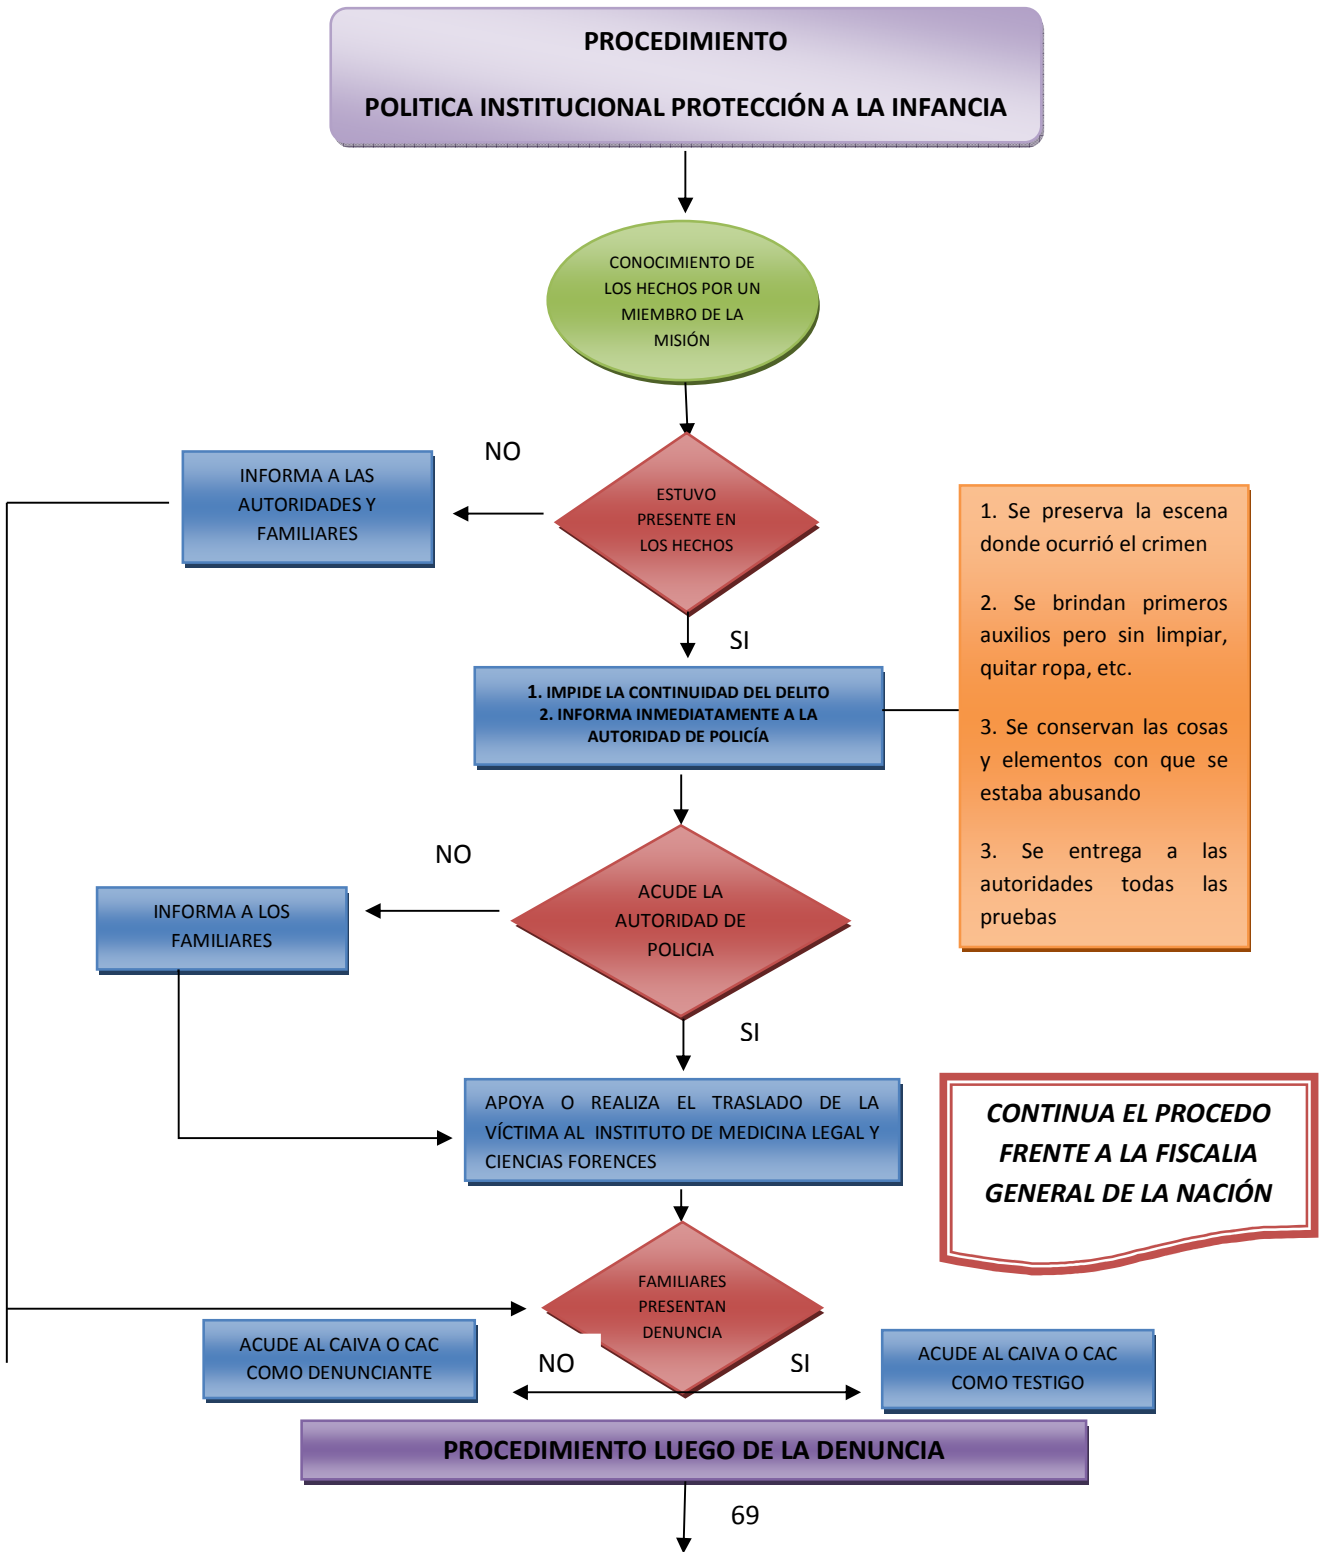 PROCEDIMIENTO
POLITICA INSTITUCIONAL PROTECCIÓN A LA INFANCIA
CONOCIMIENTO DE
LOS HECHOS POR UN
MIEMBRO DE LA
MISIÓN
NO
INFORMA A LAS
AUTORIDADES Y
FAMILIARES
ESTUVO
PRESENTE EN
LOS HECHOS
SI
1. IMPIDE LA CONTINUIDAD DEL DELITO
2. INFORMA INMEDIATAMENTE A LA
AUTORIDAD DE POLICÍA
1. Se preserva la escena
donde ocurrió el crimen
2. Se brindan primeros
auxilios pero sin limpiar,
quitar ropa, etc.
3. Se conservan las cosas
y elementos con que se
estaba abusando
3. Se entrega a las
autoridades todas las
pruebas
NO
ACUDE LA
AUTORIDAD DE
POLICIA
INFORMA A LOS
FAMILIARES
SI
APOYA O REALIZA EL TRASLADO DE LA
VÍCTIMA AL INSTITUTO DE MEDICINA LEGAL Y
CIENCIAS FORENCES
CONTINUA EL PROCEDO
FRENTE A LA FISCALIA
GENERAL DE LA NACIÓN
FAMILIARES
PRESENTAN
DENUNCIA
ACUDE AL CAIVA O CAC
COMO DENUNCIANTE
NO
SI
ACUDE AL CAIVA O CAC
COMO TESTIGO
PROCEDIMIENTO LUEGO DE LA DENUNCIA
69